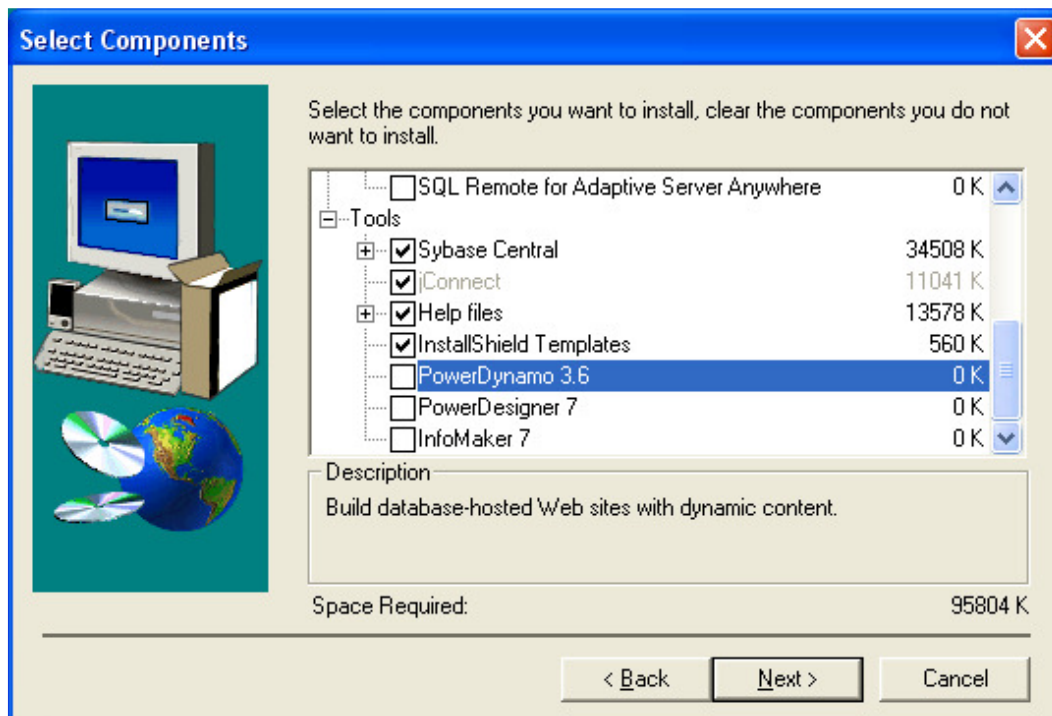 Select Components
Select the components you want to install, clear the components you do not
want to install.
SQL Remote for Adaptive Server Anywhere 0 K
Tools
Sybase Central 34508 K
jConnect 11041 K
Help files 13578 K
InstallShield Templates 560 K
PowerDynamo 3.6 0 K
PowerDesigner 7 0 K
InfoMaker 7 0 K
Description
Build database-hosted Web sites with dynamic content.
Space Required: 95804 K
< Back Next > Cancel